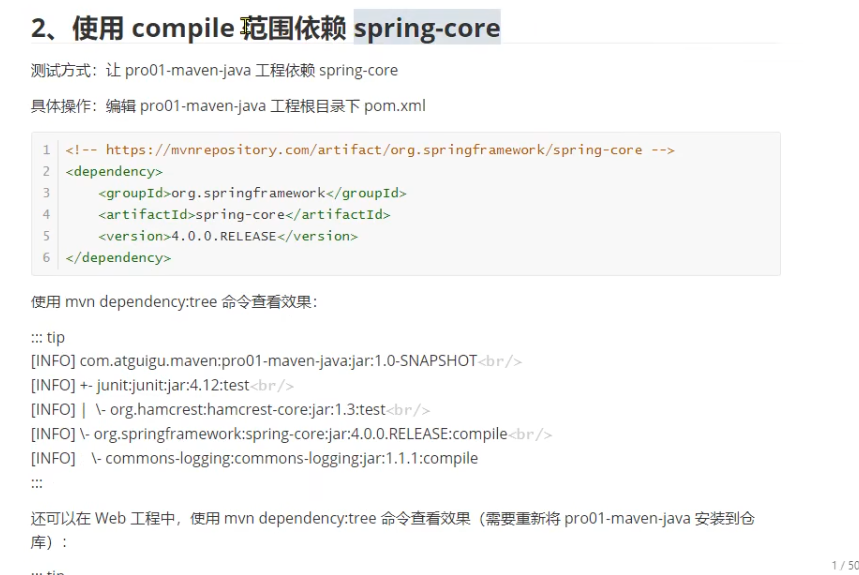 2、使用 compile 范围依赖 spring-core
测试方式：让 pro01-maven-java 工程依赖 spring-core
具体操作：编辑 pro01-maven-java 工程根目录下 pom.xml
1 <!-- https://mvnrepository.com/artifact/org.springframework/spring-core -->
2 <dependency>
3     <groupId>org.springframework</groupId>
4     <artifactId>spring-core</artifactId>
5     <version>4.0.0.RELEASE</version>
6 </dependency>
使用 mvn dependency:tree 命令查看效果：
::: tip
[INFO] com.atguigu.maven:pro01-maven-java:jar:1.0-SNAPSHOT<br/>
[INFO] +- junit:junit:jar:4.12:test<br/>
[INFO] |  \- org.hamcrest:hamcrest-core:jar:1.3:test<br/>
[INFO] \- org.springframework:spring-core:jar:4.0.0.RELEASE:compile<br/>
[INFO]    \- commons-logging:commons-logging:jar:1.1.1:compile
:::
还可以在 Web 工程中，使用 mvn dependency:tree 命令查看效果（需要重新将 pro01-maven-java 安装到仓
库）：
::: tip
1 / 50